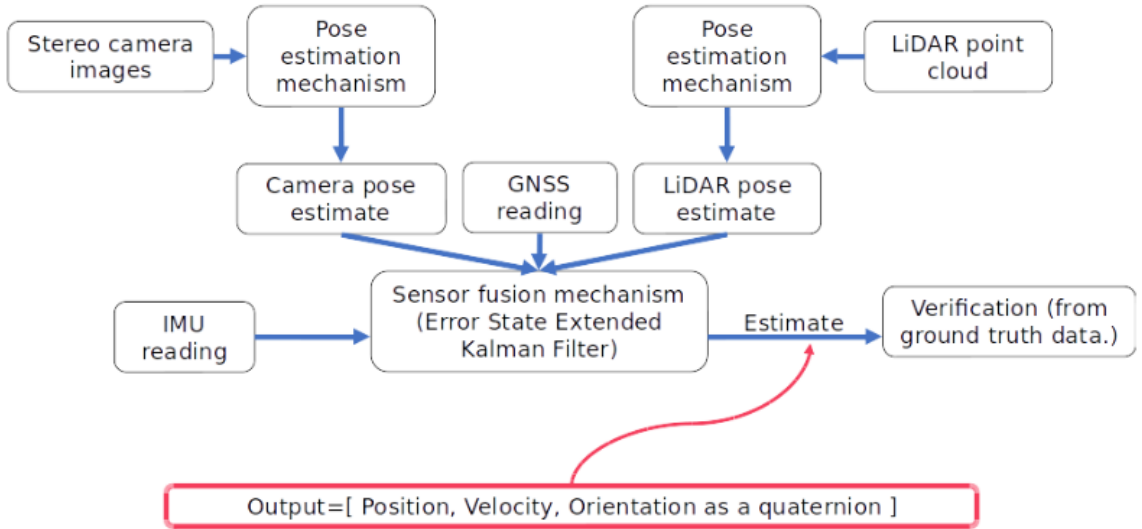 Stereo camera
images
Pose
estimation
mechanism
Pose
estimation
mechanism
LiDAR point
cloud
Camera pose
estimate
GNSS
reading
LiDAR pose
estimate
IMU
reading
Sensor fusion mechanism
(Error State Extended
Kalman Filter)
Estimate
Verification (from
ground truth data.)
Output=[ Position, Velocity, Orientation as a quaternion ]